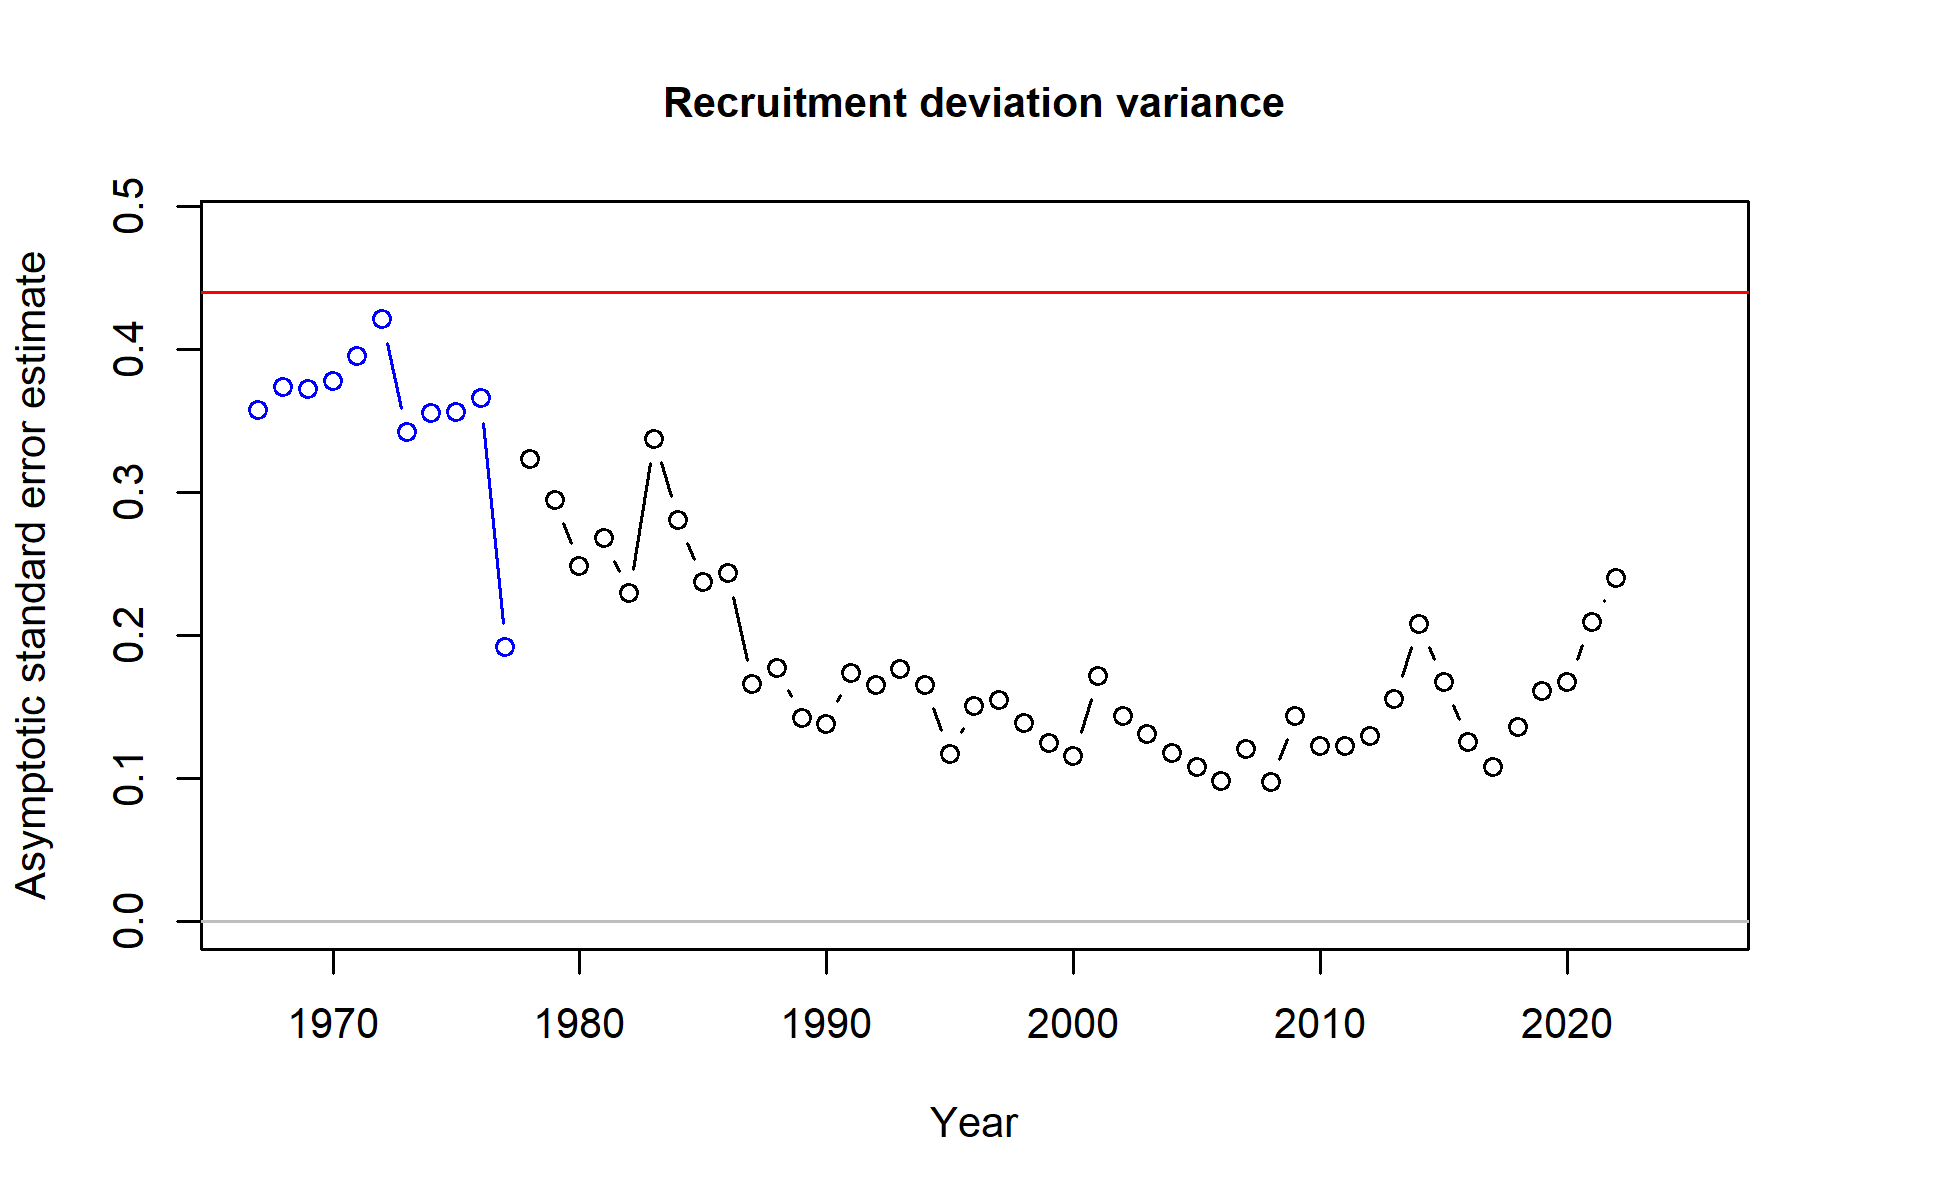 Recruitment deviation variance
Asymptotic standard error estimate
0.5
0.4
0.3
0.2
0.1
0.0
1970 1980 1990 2000 2010 2020
Year